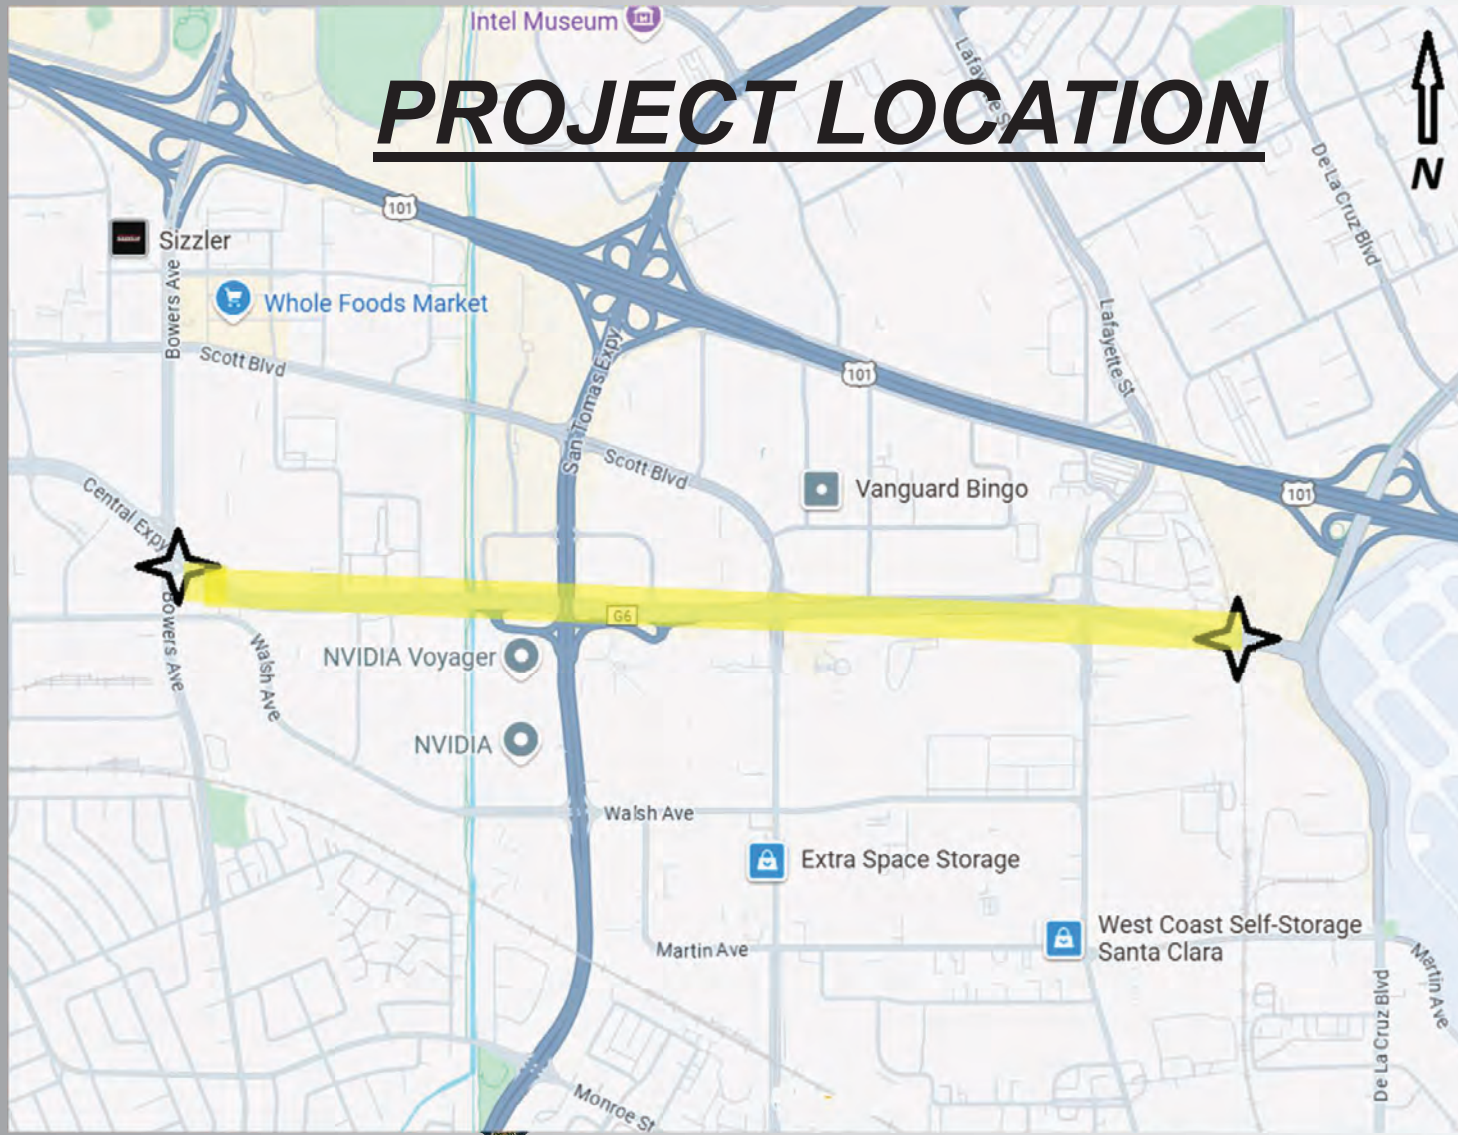 Intel Museum
PROJECT LOCATION
Lafayette St
N
De La Cruz Blvd
101
Sizzler
Bowers Ave
Whole Foods Market
Scott Blvd
San Tomas Expy
101
Lafayette St
Scott Blvd
Vanguard Bingo
101
Central Expy
Bowers Ave
G6
Walsh Ave
NVIDIA Voyager
NVIDIA
Walsh Ave
Extra Space Storage
West Coast Self-Storage
Santa Clara
Martin Ave
Martin Ave
De La Cruz Blvd
Monroe St